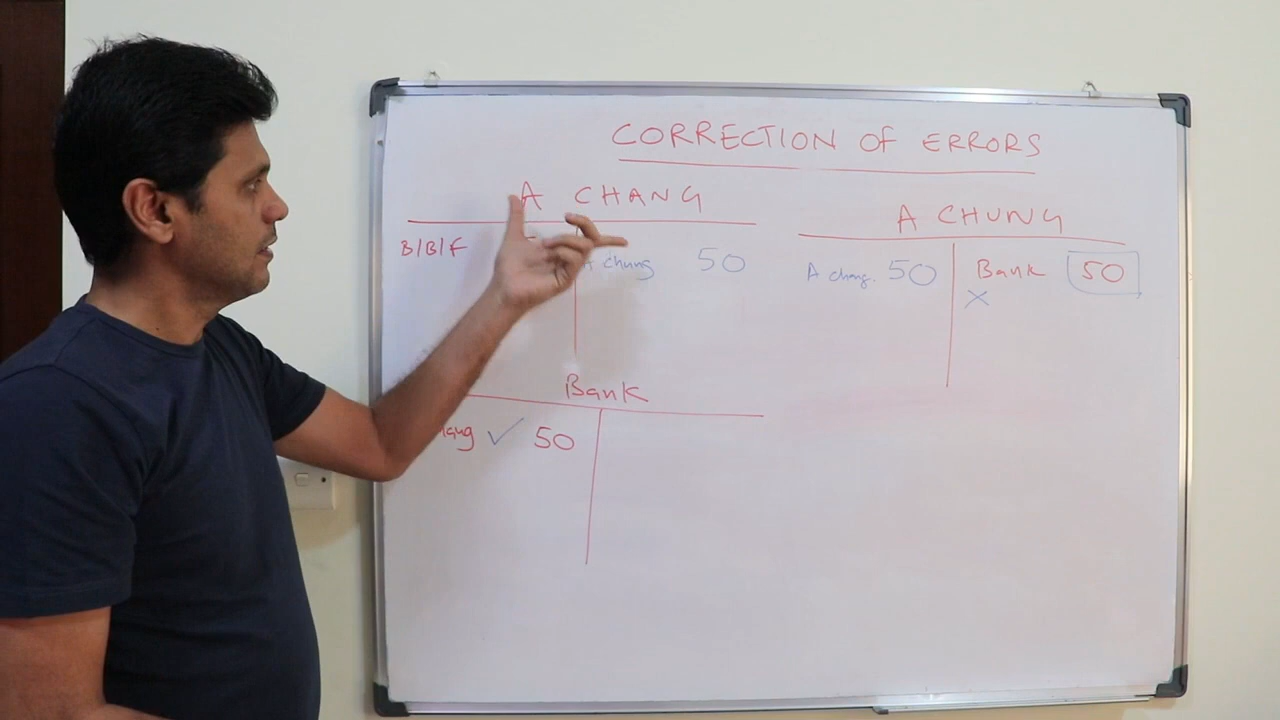 CORRECTION OF ERRORS
A CHANG
B/B/F
chung 50
Bank
✓ 50
A CHUNG
A chang. 50
Bank 50
X